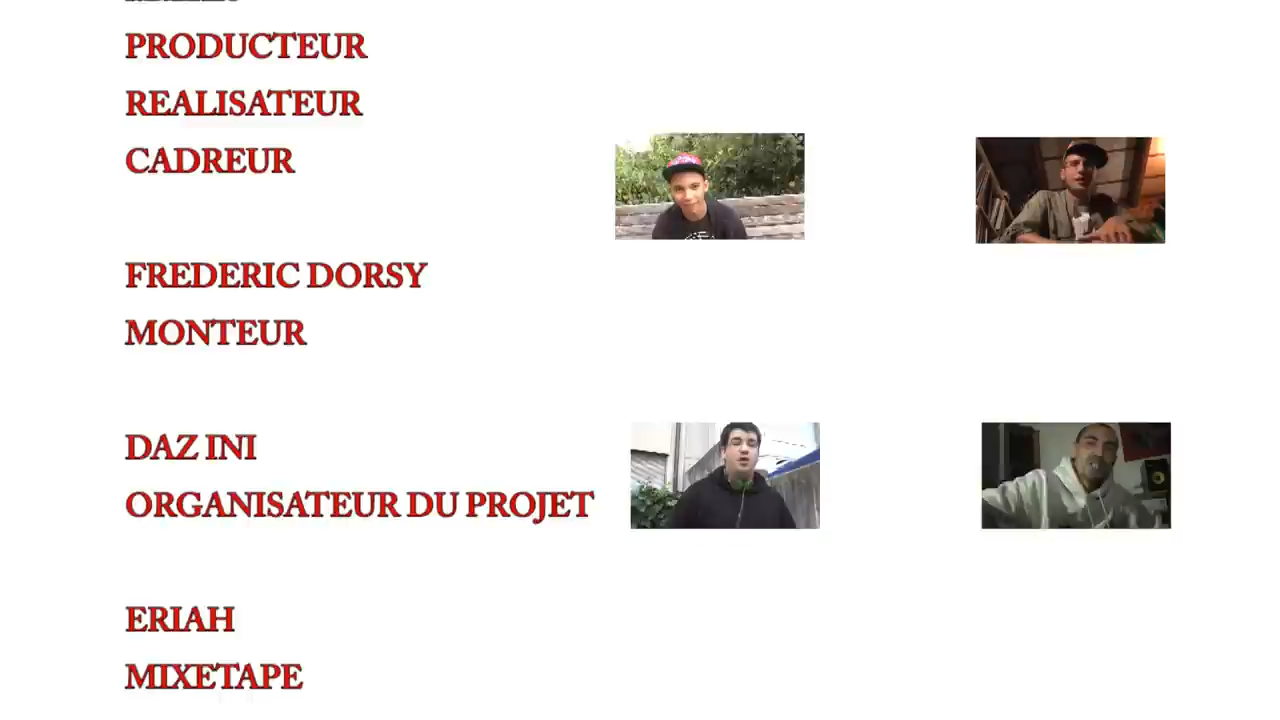 PRODUCTEUR
REALISATEUR
CADREUR
FREDERIC DORSY
MONTEUR
DAZ INI
ORGANISATEUR DU PROJET
ERIAH
MIXETAPE